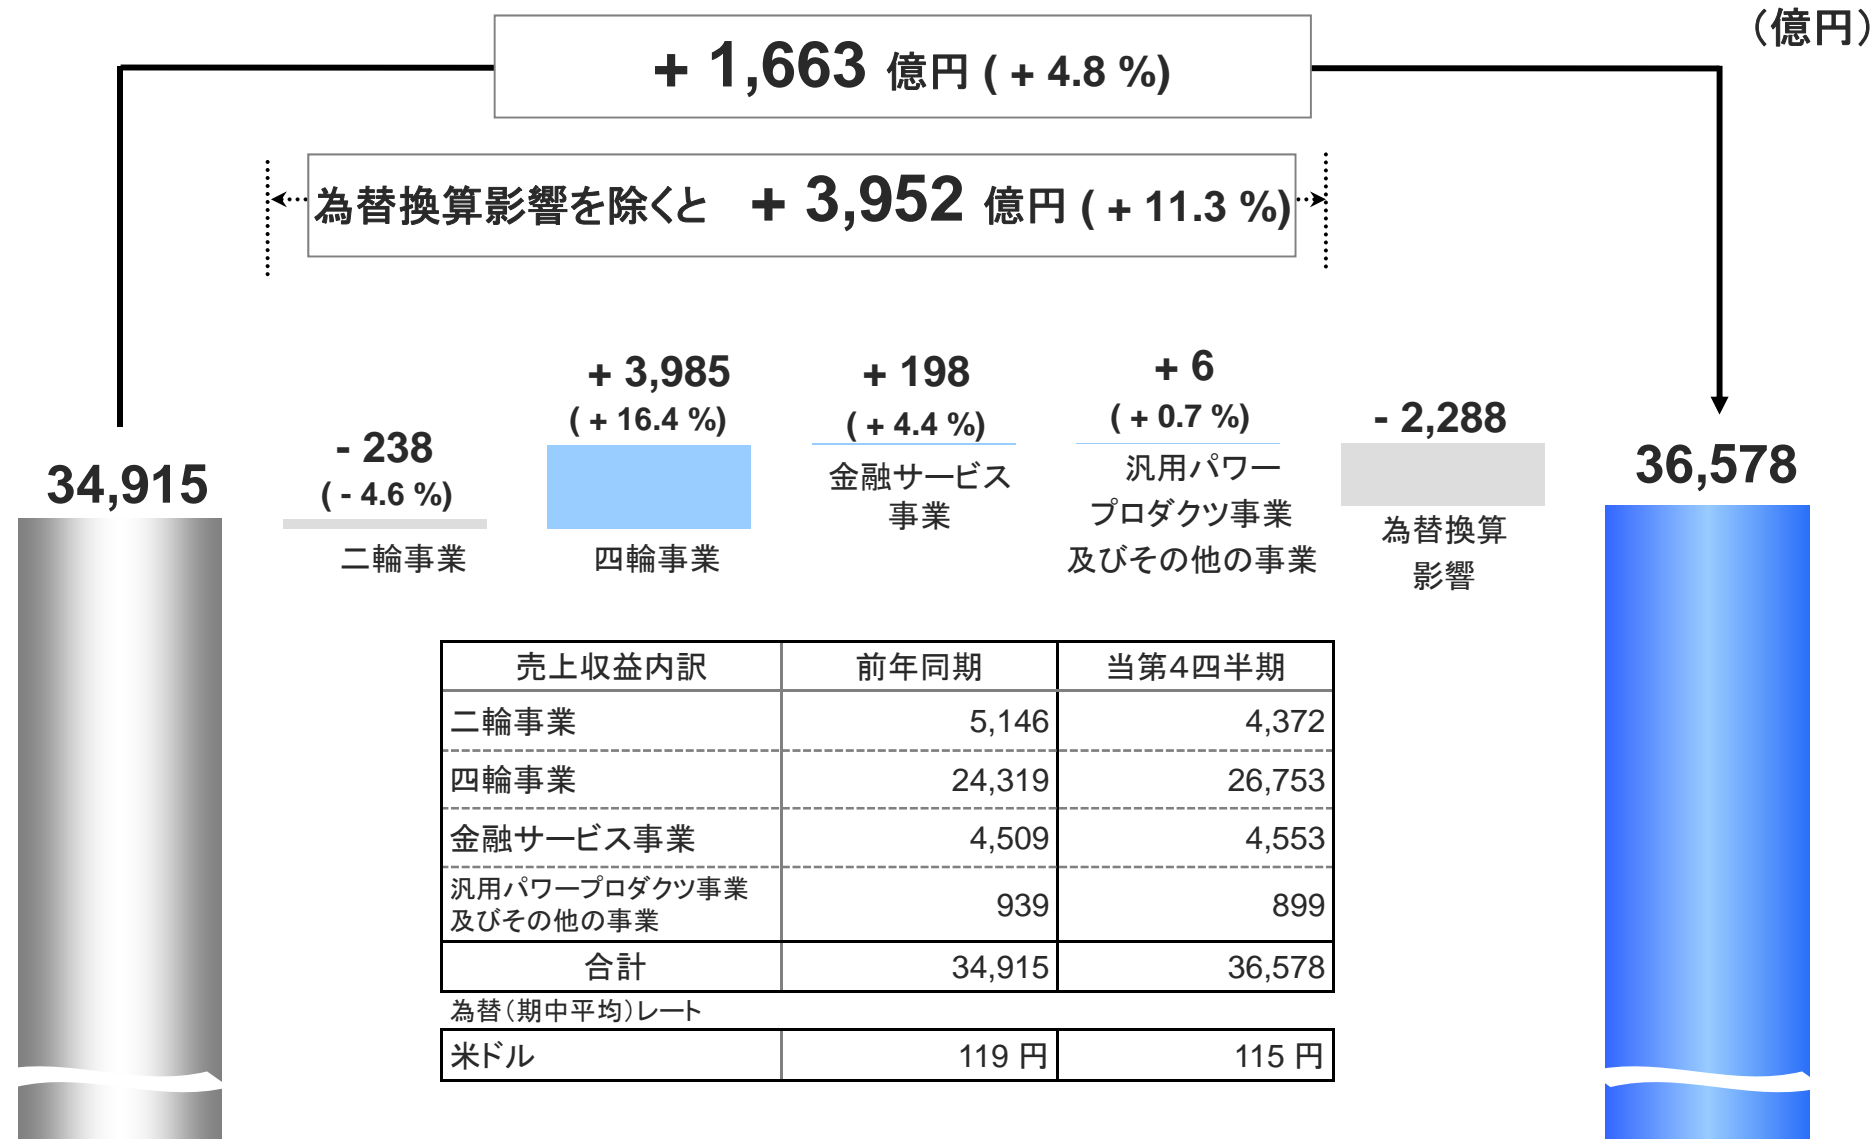 （億円）
+ 1,663 億円 ( + 4.8 %)
為替換算影響を除くと + 3,952 億円 ( + 11.3 %)
34,915
- 238
( - 4.6 %)
二輪事業
+ 3,985
( + 16.4 %)
四輪事業
+ 198
( + 4.4 %)
金融サービス
事業
+ 6
( + 0.7 %)
汎用パワー
プロダクツ事業
及びその他の事業
- 2,288
為替換算
影響
36,578
売上収益内訳 前年同期 当第４四半期
二輪事業 5,146 4,372
四輪事業 24,319 26,753
金融サービス事業 4,509 4,553
汎用パワープロダクツ事業
及びその他の事業 939 899
合計 34,915 36,578
為替（期中平均）レート
米ドル 119 円 115 円